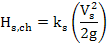 H_{s,ch} = k_s (V_s^2 / 2g)